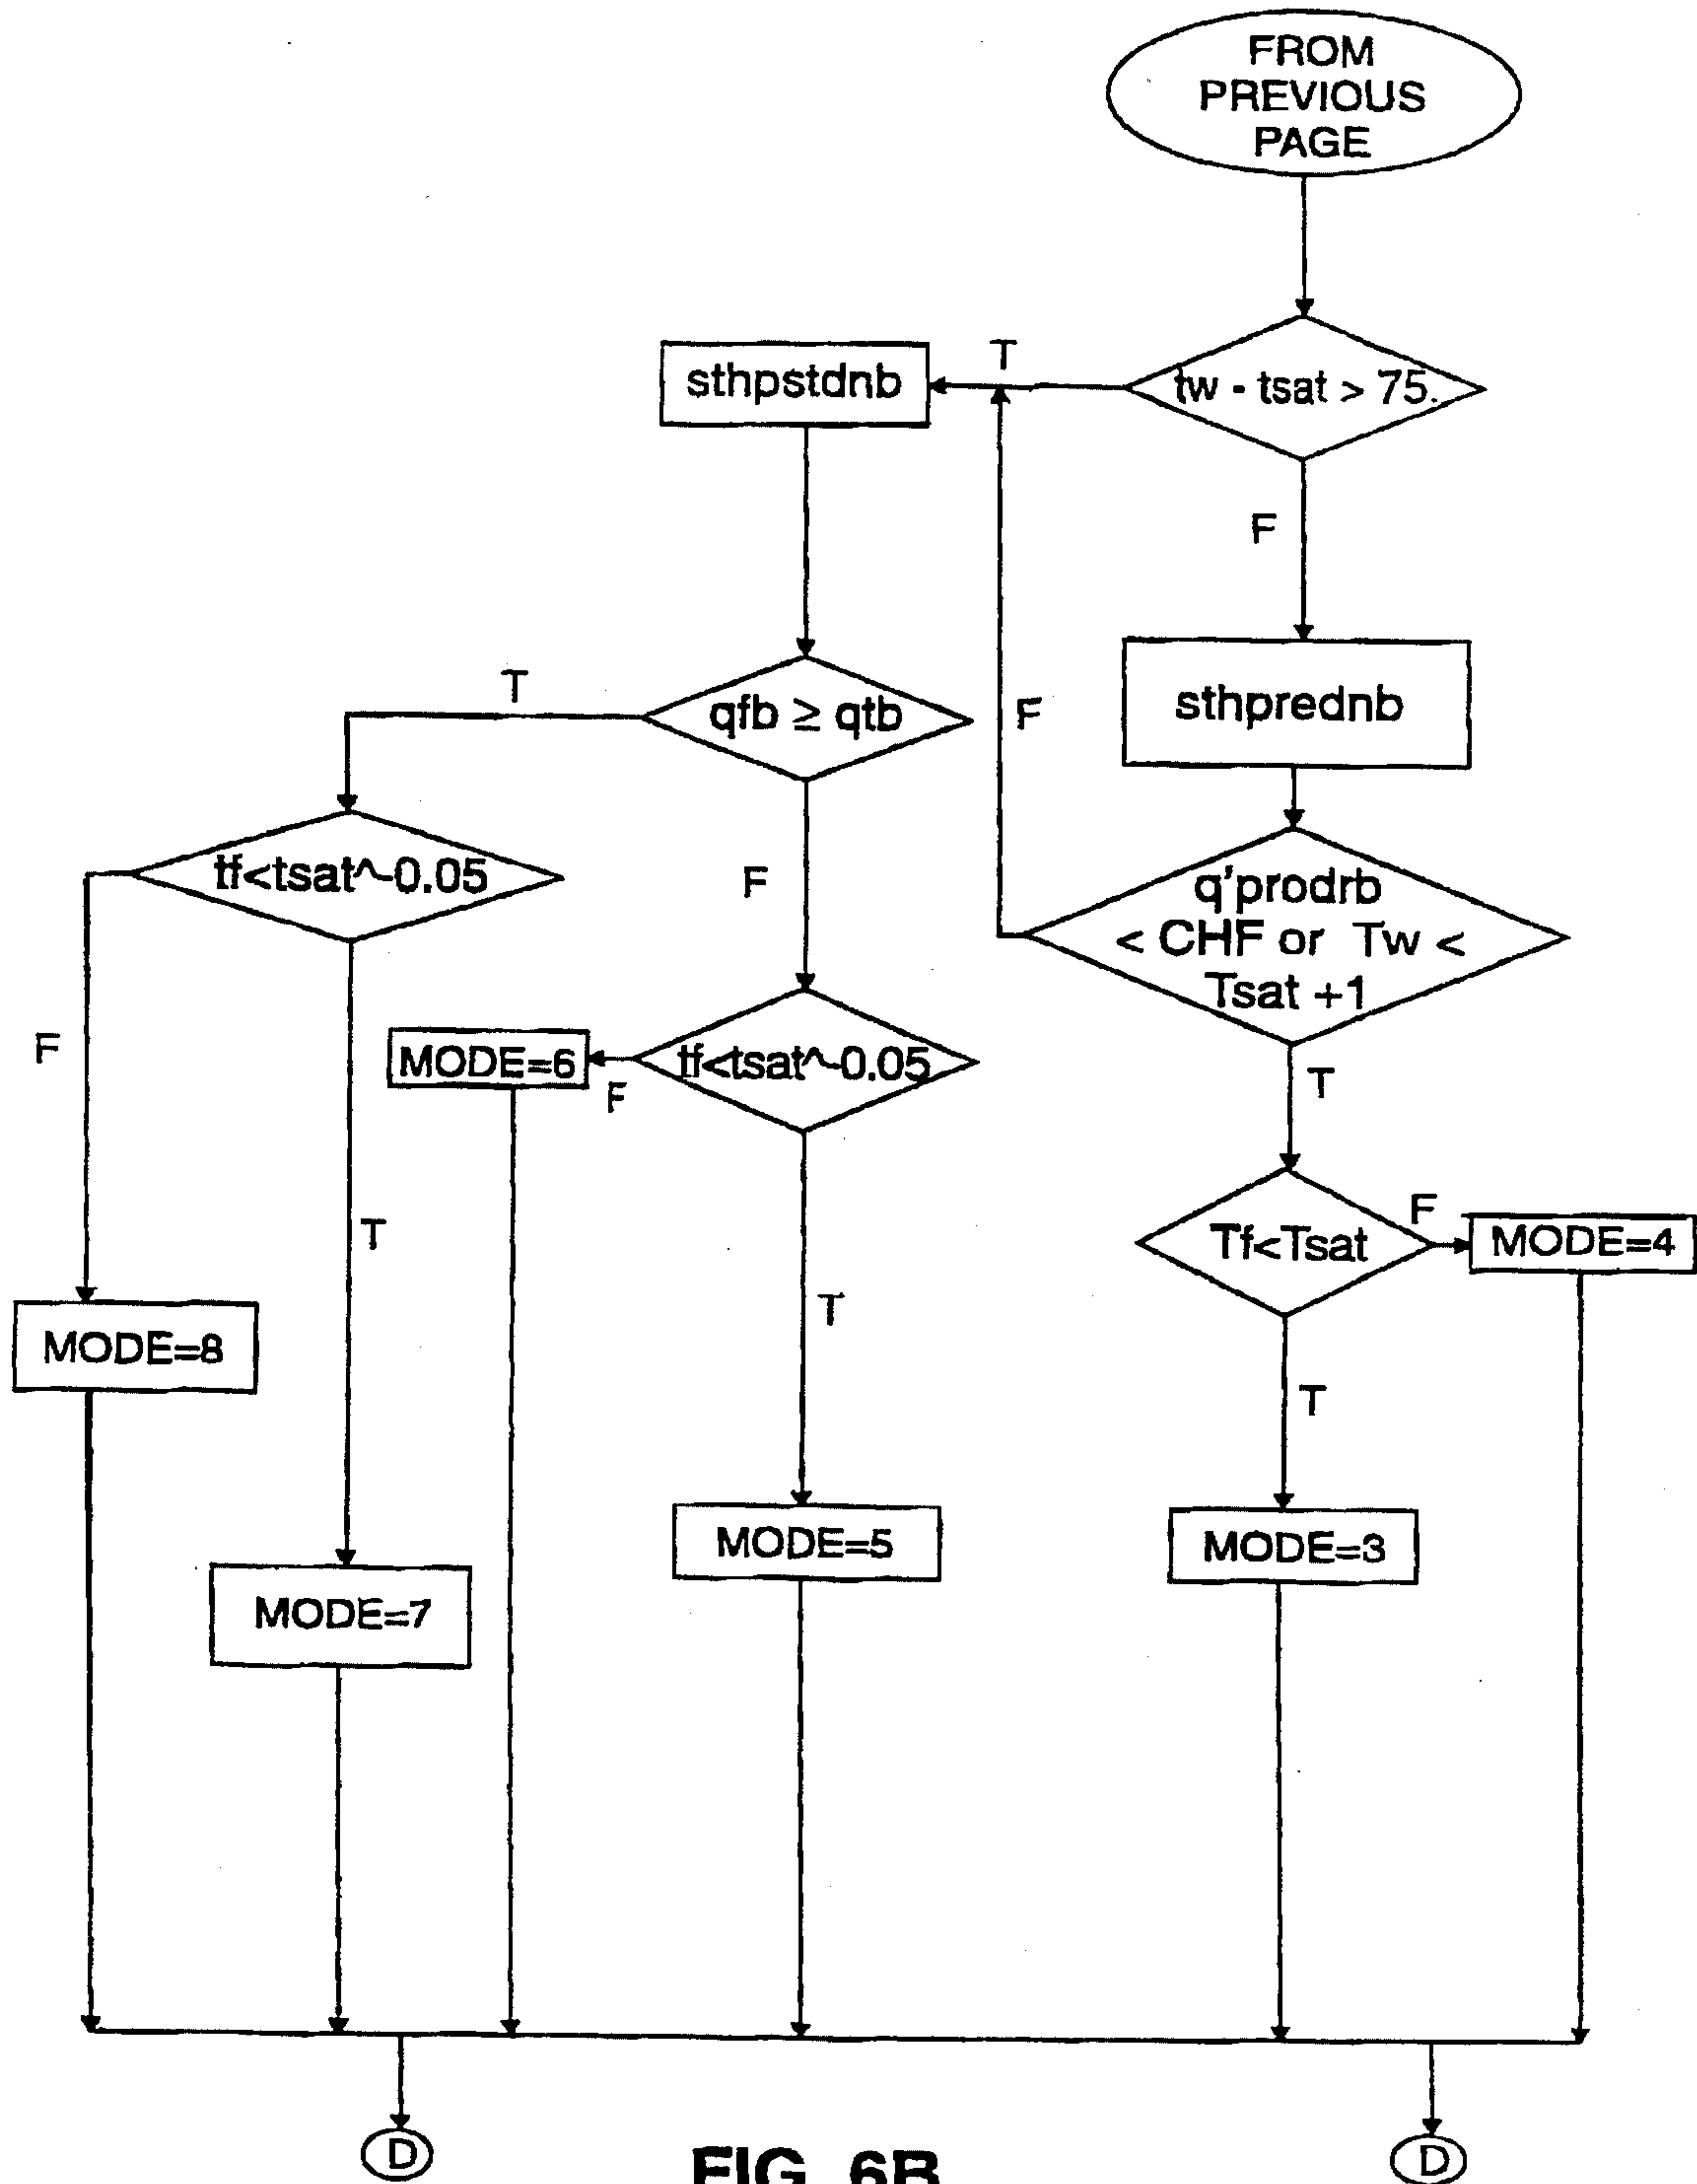 FROM
PREVIOUS
PAGE
tw - tsat > 75.
T
sthpstdnb
F
sthprednb
T
qfb ≥ qtb
F
F
q'prodrb
< CHF or Tw <
Tsat +1
tf<tsat^-0.05
F
MODE=6
F
tf<tsat^-0.05
T
Tf<Tsat
F
MODE=4
T
T
MODE=8
T
MODE=5
MODE=3
MODE=7
D
D
FIG. 6B